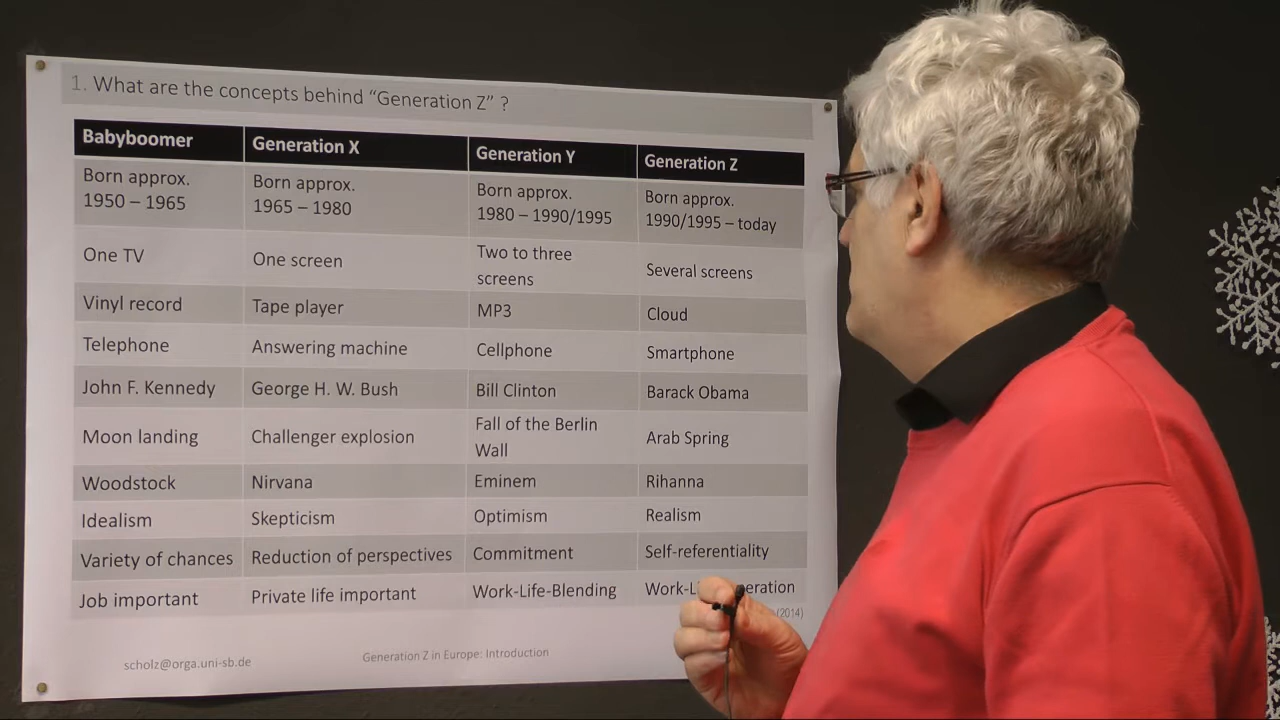 1. What are the concepts behind “Generation Z” ?
Babyboomer Generation X Generation Y Generation Z
Born approx. Born approx. Born approx. Born approx.
1950 – 1965 1965 – 1980 1980 – 1990/1995 1990/1995 – today
One TV One screen Two to three Several screens
screens
Vinyl record Tape player MP3 Cloud
Telephone Answering machine Cellphone Smartphone
John F. Kennedy George H. W. Bush Bill Clinton Barack Obama
Moon landing Challenger explosion Fall of the Berlin Arab Spring
Wall
Woodstock Nirvana Eminem Rihanna
Idealism Skepticism Optimism Realism
Variety of chances Reduction of perspectives Commitment Self-referentiality
Job important Private life important Work-Life-Blending
(2014)
scholz@orga.uni-sb.de Generation Z in Europe: Introduction